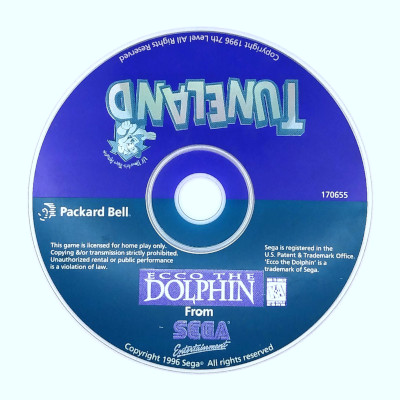 Copyright 1996 7th Level All Rights Reserved
TUNELAND
170655
Packard Bell
This game is licensed for home play only.
Copying &/or transmission strictly prohibited.
Unauthorized rental or public performance
is a violation of law.
Sega is registered in the
U.S. Patent & Trademark Office.
'Ecco the Dolphin' is a
trademark of Sega.
ECCO THE
DOLPHIN
From
SEGA
Entertainment
Copyright 1996 Sega® All rights reserved